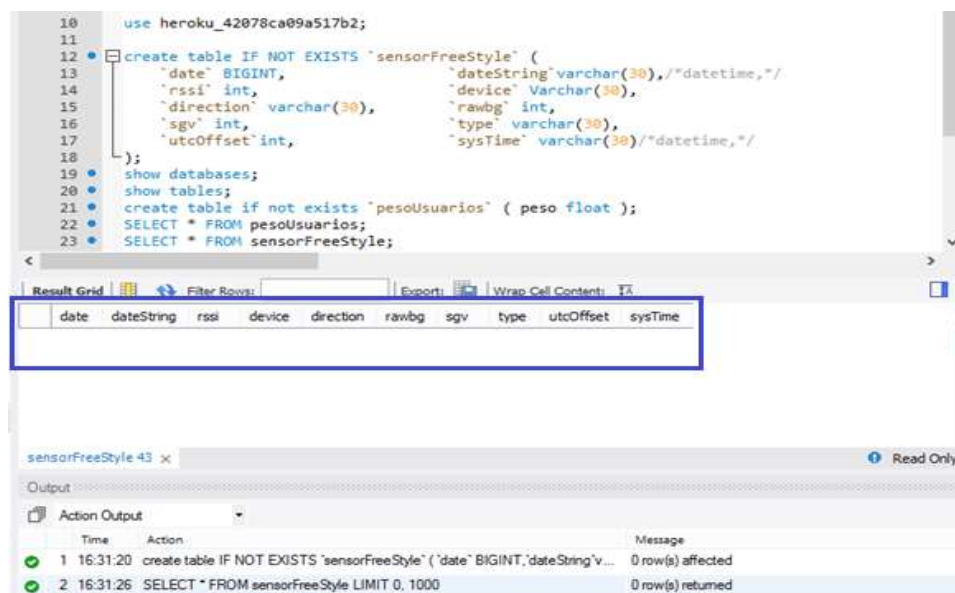 10 use heroku_42078ca09a517b2;
11
12 create table IF NOT EXISTS `sensorFreeStyle` (
13 `date` BIGINT, `dateString`varchar(30),/*datetime,*/
14 `rssi` int, `device` Varchar(30),
15 `direction` varchar(30), `rawbg` int,
16 `sgv` int, `type` varchar(30),
17 `utcOffset`int, `sysTime` varchar(30)/*datetime,*/
18 );
19 show databases;
20 show tables;
21 create table if not exists `pesoUsuarios` ( peso float );
22 SELECT * FROM pesoUsuarios;
23 SELECT * FROM sensorFreeStyle;
Result Grid Filter Rows: Export: Wrap Cell Content:
date dateString rssi device direction rawbg sgv type utcOffset sysTime
sensorFreeStyle 43 Read Only
Output
Action Output
Time Action Message
1 16:31:20 create table IF NOT EXISTS `sensorFreeStyle` ( `date` BIGINT,`dateString`v... 0 row(s) affected
2 16:31:26 SELECT * FROM sensorFreeStyle LIMIT 0, 1000 0 row(s) returned